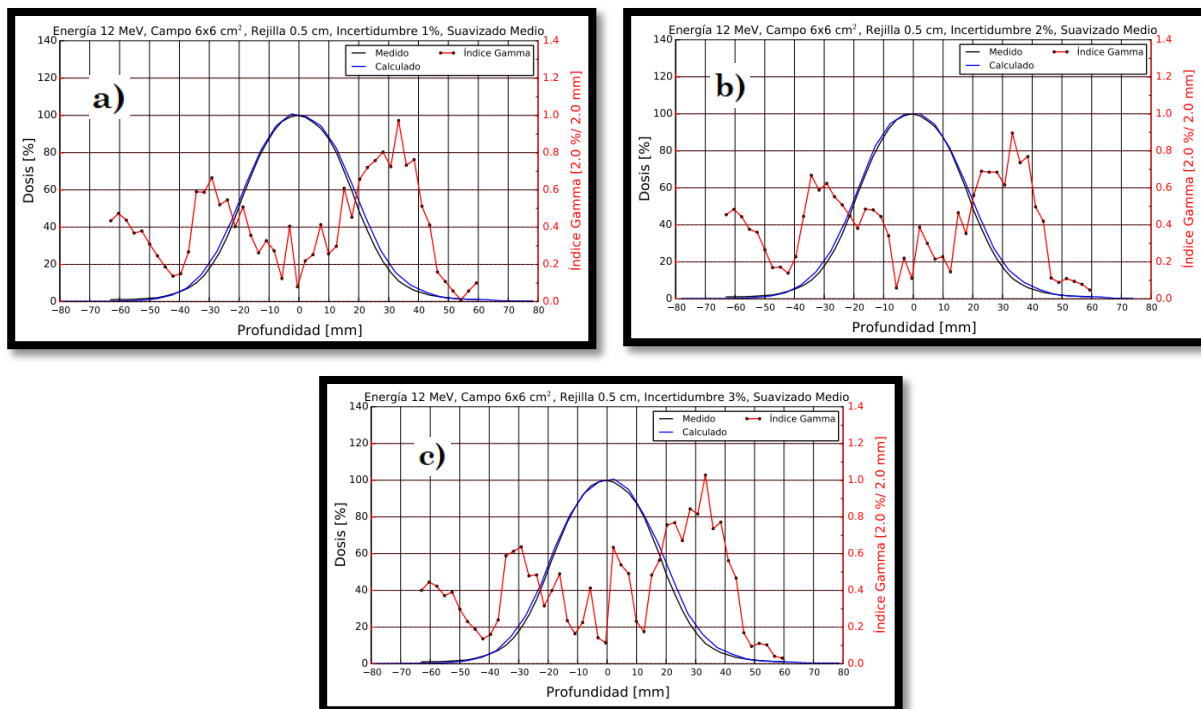 Energía 12 MeV, Campo 6x6 cm², Rejilla 0.5 cm, Incertidumbre 1%, Suavizado Medio
a)
Medido
Calculado
Índice Gamma
Dosis [%]
0 20 40 60 80 100 120 140
−80 −70 −60 −50 −40 −30 −20 −10 0 10 20 30 40 50 60 70 80
Profundidad [mm]
0.0 0.2 0.4 0.6 0.8 1.0 1.2 1.4
Índice Gamma [2.0 %/ 2.0 mm]
Energía 12 MeV, Campo 6x6 cm², Rejilla 0.5 cm, Incertidumbre 2%, Suavizado Medio
b)
Medido
Calculado
Índice Gamma
Dosis [%]
0 20 40 60 80 100 120 140
−80 −70 −60 −50 −40 −30 −20 −10 0 10 20 30 40 50 60 70 80
Profundidad [mm]
0.0 0.2 0.4 0.6 0.8 1.0 1.2 1.4
Índice Gamma [2.0 %/ 2.0 mm]
Energía 12 MeV, Campo 6x6 cm², Rejilla 0.5 cm, Incertidumbre 3%, Suavizado Medio
c)
Medido
Calculado
Índice Gamma
Dosis [%]
0 20 40 60 80 100 120 140
−80 −70 −60 −50 −40 −30 −20 −10 0 10 20 30 40 50 60 70 80
Profundidad [mm]
0.0 0.2 0.4 0.6 0.8 1.0 1.2 1.4
Índice Gamma [2.0 %/ 2.0 mm]